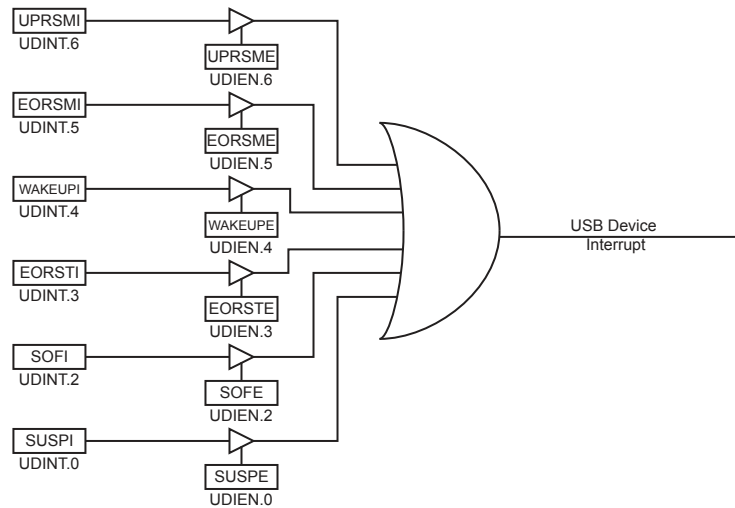 UPRSMI
UDINT.6
UPRSME
UDIEN.6
EORSMI
UDINT.5
EORSME
UDIEN.5
WAKEUPI
UDINT.4
WAKEUPE
UDIEN.4
EORSTI
UDINT.3
EORSTE
UDIEN.3
SOFI
UDINT.2
SOFE
UDIEN.2
SUSPI
UDINT.0
SUSPE
UDIEN.0
USB Device
Interrupt